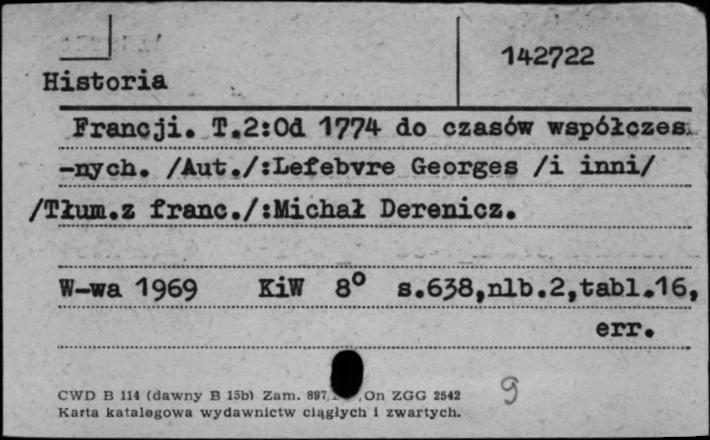 142722
Historia
Francji. T.2:Od 1774 do czasów współczes
-nych. /Aut./:Lefebvre Georges /i inni/
/Tłum.z franc./:Michał Derenicz.
W-wa 1969 KiW 8° s.638,nlb.2,tabl.16,
err.
CWD B 114 (dawny B 15b) Zam. 897, ,On ZGG 2542
Karta katalogowa wydawnictw ciągłych i zwartych.
9